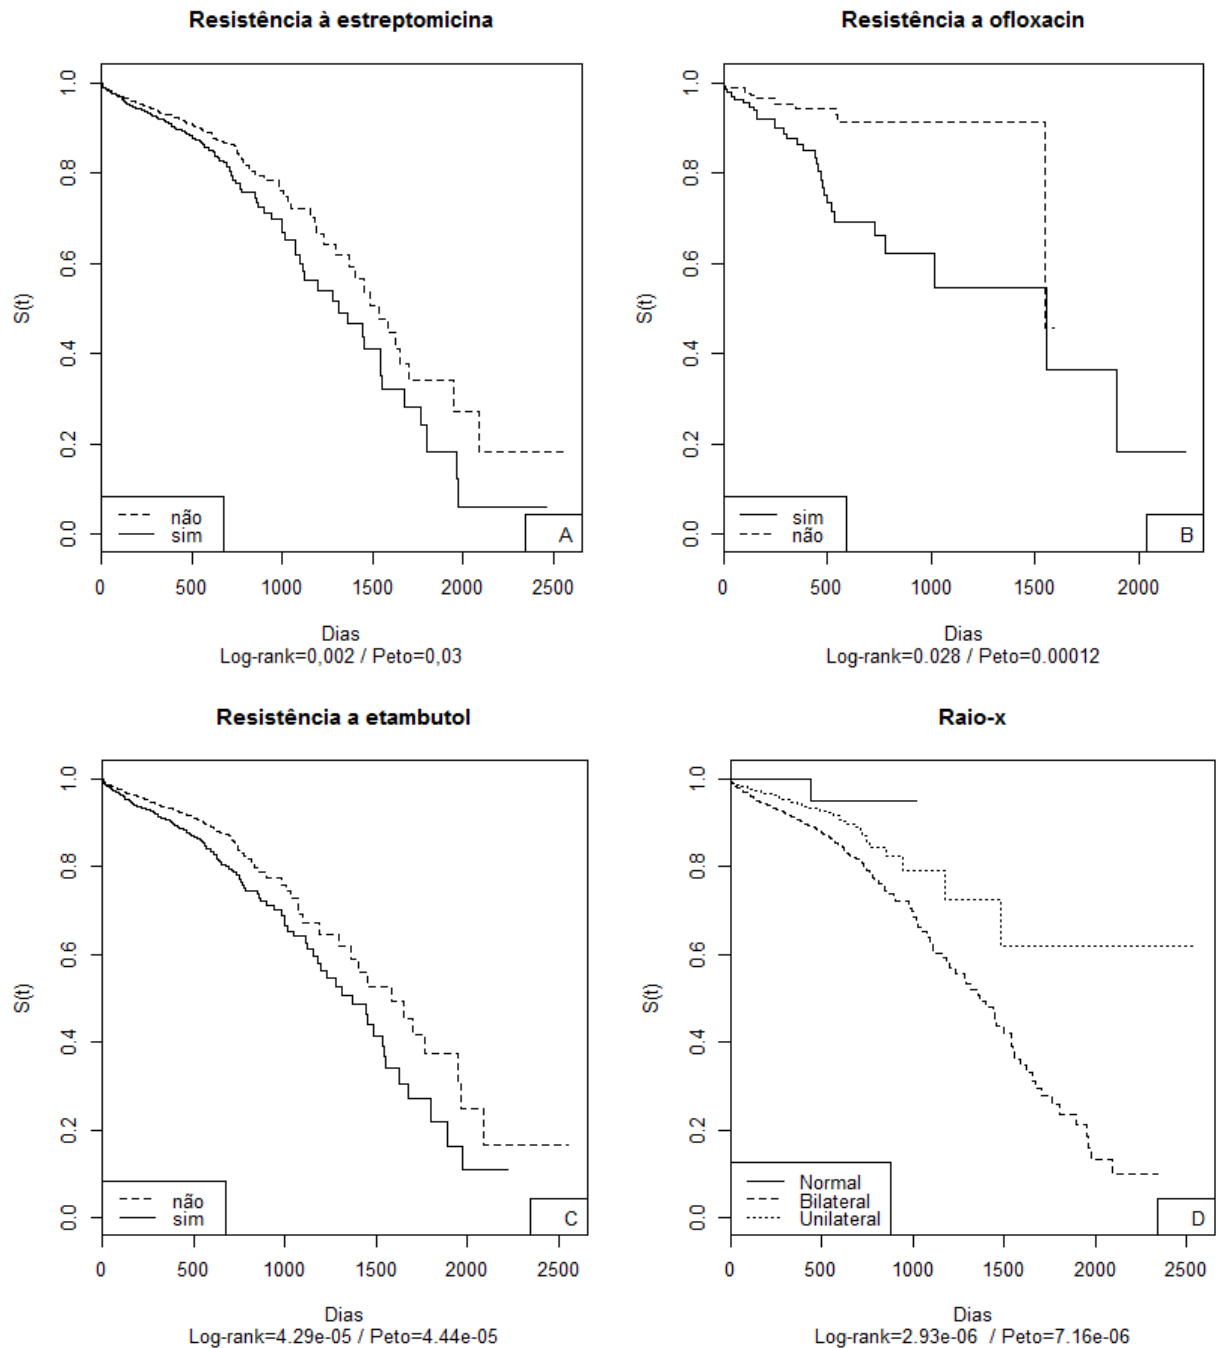 Resistência à estreptomicina
S(t)
1.0
0.8
0.6
0.4
0.2
0.0
não
sim
A
0 500 1000 1500 2000 2500
Dias
Log-rank=0,002 / Peto=0,03
Resistência a ofloxacin
S(t)
1.0
0.8
0.6
0.4
0.2
0.0
sim
não
B
0 500 1000 1500 2000
Dias
Log-rank=0.028 / Peto=0.00012
Resistência a etambutol
S(t)
1.0
0.8
0.6
0.4
0.2
0.0
não
sim
C
0 500 1000 1500 2000 2500
Dias
Log-rank=4.29e-05 / Peto=4.44e-05
Raio-x
S(t)
1.0
0.8
0.6
0.4
0.2
0.0
Normal
Bilateral
Unilateral
D
0 500 1000 1500 2000 2500
Dias
Log-rank=2.93e-06 / Peto=7.16e-06